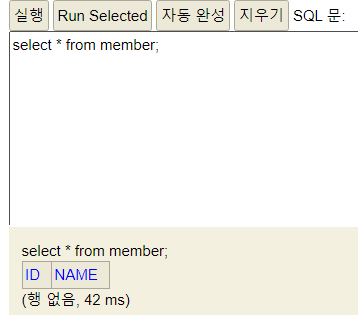 실행 Run Selected 자동 완성 지우기 SQL 문:
select * from member;
select * from member;
ID NAME
(행 없음, 42 ms)